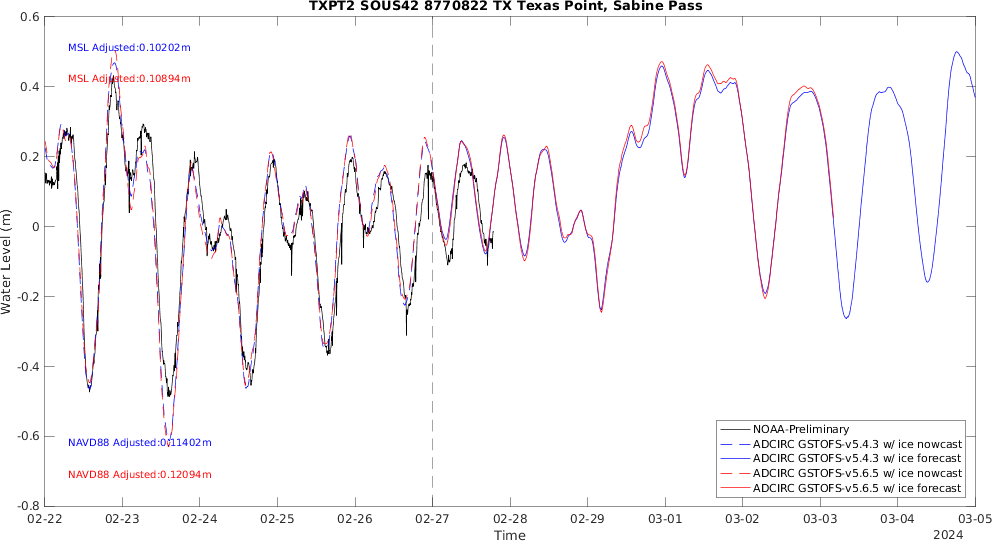 TXPT2 SOUS42 8770822 TX Texas Point, Sabine Pass
0.6
0.4
0.2
0
-0.2
-0.4
-0.6
-0.8
Water Level (m)
MSL Adjusted:0.10202m
MSL Adjusted:0.10894m
NAVD88 Adjusted:0.11402m
NAVD88 Adjusted:0.12094m
NOAA-Preliminary
ADCIRC GSTOFS-v5.4.3 w/ ice nowcast
ADCIRC GSTOFS-v5.4.3 w/ ice forecast
ADCIRC GSTOFS-v5.6.5 w/ ice nowcast
ADCIRC GSTOFS-v5.6.5 w/ ice forecast
02-22 02-23 02-24 02-25 02-26 02-27 02-28 02-29 03-01 03-02 03-03 03-04 03-05
Time
2024